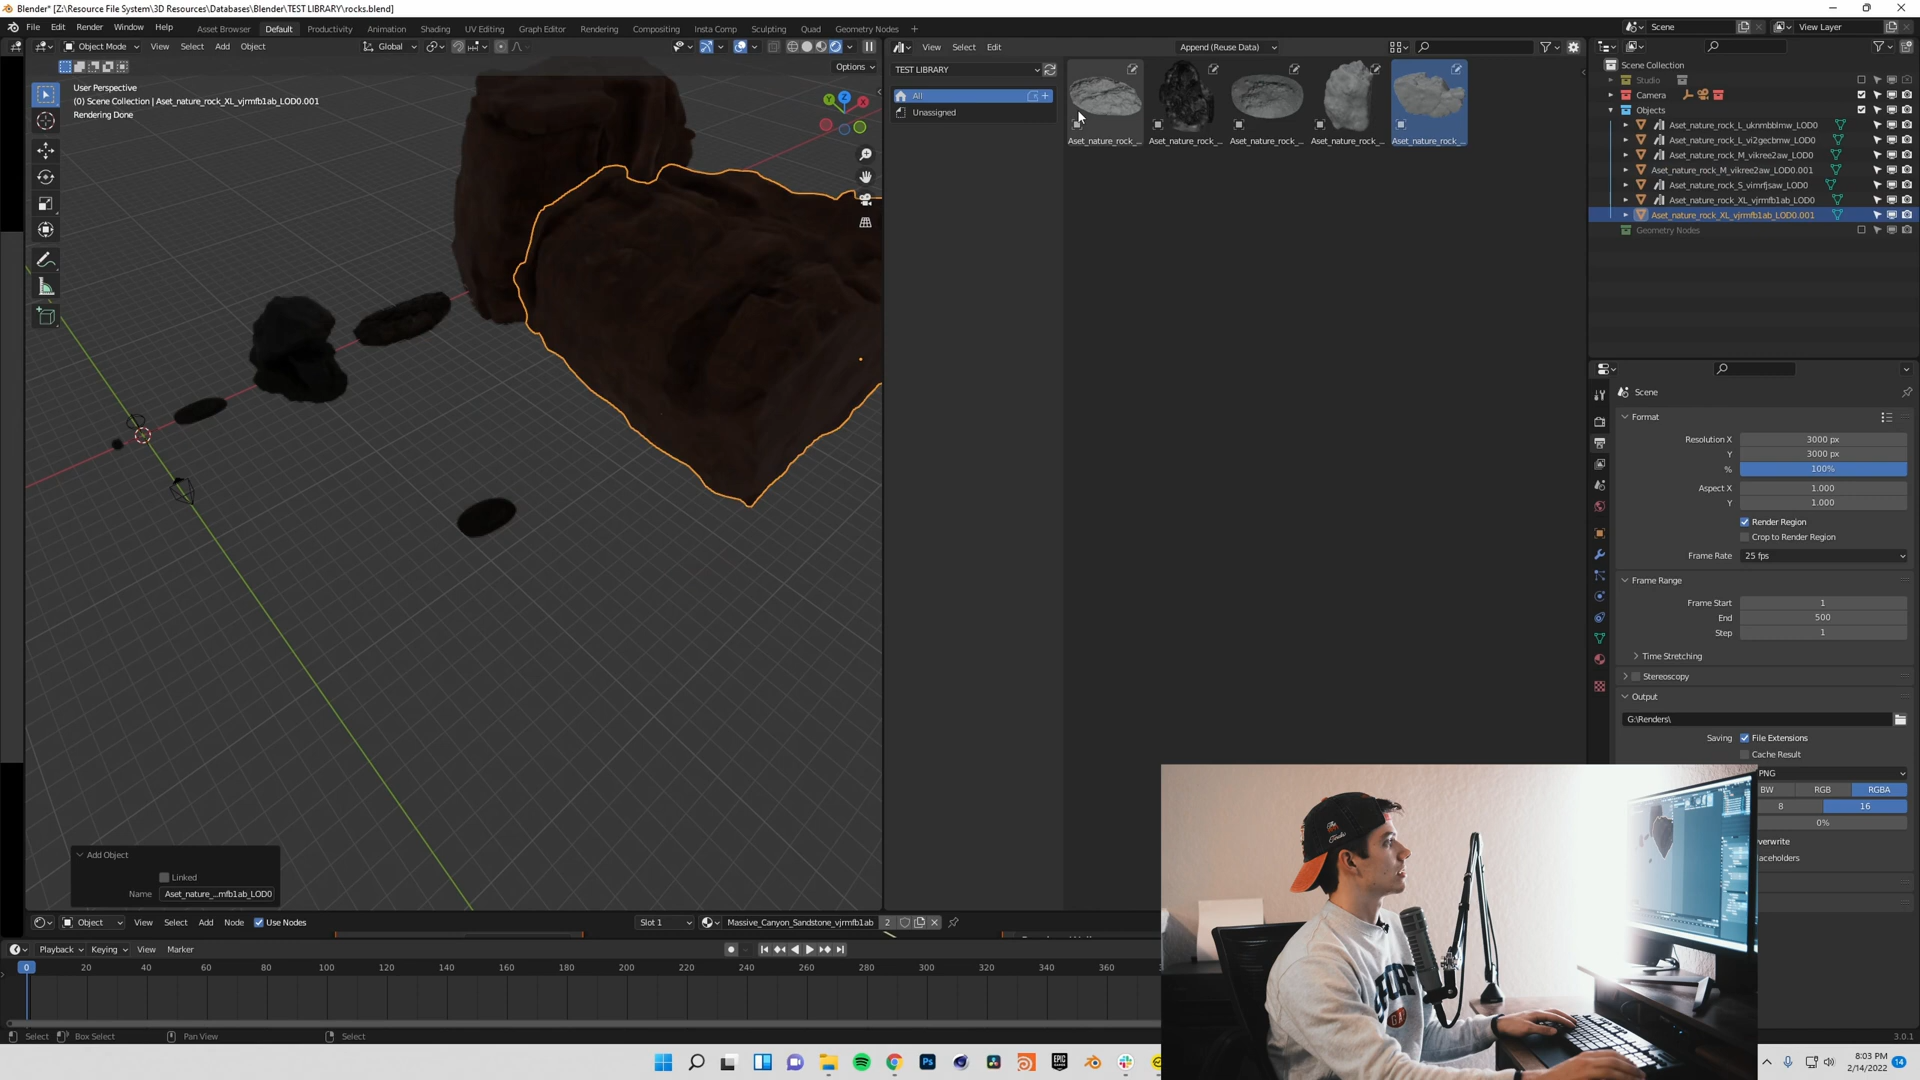 Blender* [Z:\Resource File System\3D Resources\Databases\Blender\TEST LIBRARY\rocks.blend]
File Edit Render Window Help Asset Browser Default Productivity Animation Shading UV Editing Graph Editor Rendering Compositing Insta Comp Sculpting Quad Geometry Nodes + Scene View Layer
Object Mode View Select Add Object Global View Select Edit Append (Reuse Data)
Options
TEST LIBRARY
All
Unassigned
User Perspective
(0) Scene Collection | Aset_nature_rock_XL_vjrmfb1ab_LOD0.001
Rendering Done
Aset_nature_rock_... Aset_nature_rock_... Aset_nature_rock_... Aset_nature_rock_... Aset_nature_rock_...
Scene Collection
Studio
Camera
Objects
Aset_nature_rock_L_uknmbblmw_LOD0
Aset_nature_rock_L_vi2gecbmw_LOD0
Aset_nature_rock_M_vikree2aw_LOD0
Aset_nature_rock_M_vikree2aw_LOD0.001
Aset_nature_rock_S_vimrfjsaw_LOD0
Aset_nature_rock_XL_vjrmfb1ab_LOD0
Aset_nature_rock_XL_vjrmfb1ab_LOD0.001
Geometry Nodes
Scene
Format
Resolution X 3000 px
Y 3000 px
% 100%
Aspect X 1.000
Y 1.000
Render Region
Crop to Render Region
Frame Rate 25 fps
Frame Range
Frame Start 1
End 500
Step 1
Time Stretching
Stereoscopy
Output
G:\Renders\
Saving File Extensions
Cache Result
PNG
BW RGB RGBA
8 16
0%
verwrite
laceholders
Add Object
Linked
Name Aset_nature_...mfb1ab_LOD0
Object View Select Add Node Use Nodes Slot 1 Massive_Canyon_Sandstone_vjrmfb1ab 2
Playback Keying View Marker
0 20 40 60 80 100 120 140 160 180 200 220 240 260 280 300 320 340 360
Select Box Select Pan View Select
3.0.1
8:03 PM
2/14/2022
14